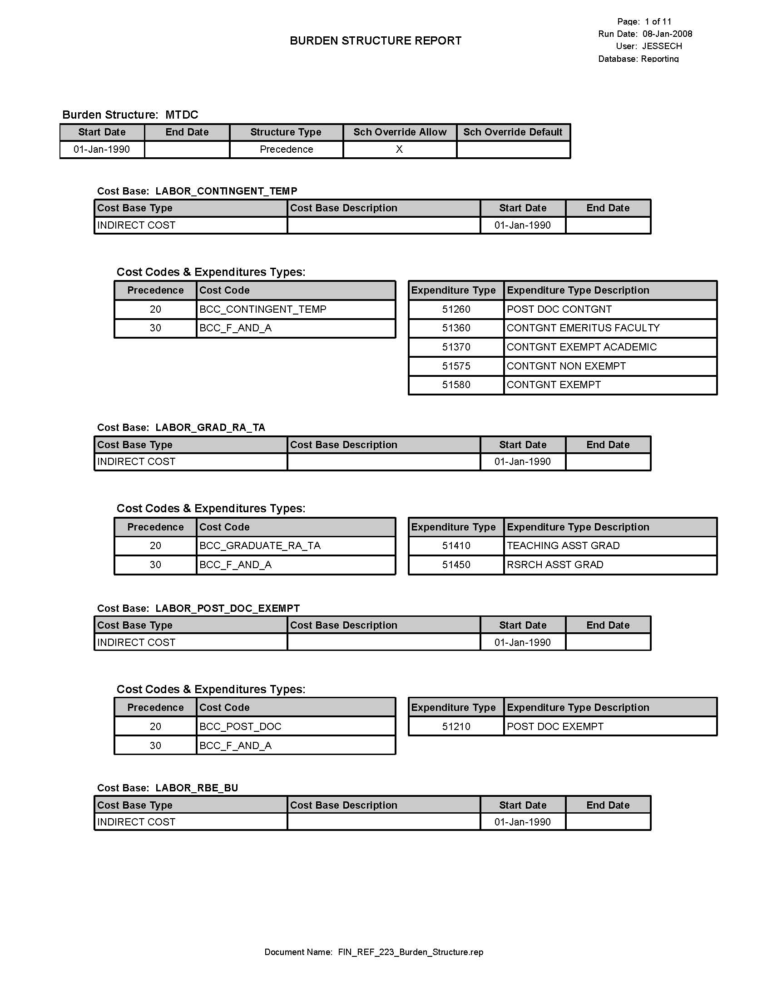 Page: 1 of 11
BURDEN STRUCTURE REPORT
Run Date: 08-Jan-2008
User: JESSECH
Database: Reporting
Burden Structure: MTDC
Start Date End Date Structure Type Sch Override Allow Sch Override Default
01-Jan-1990 Precedence X
Cost Base: LABOR_CONTINGENT_TEMP
Cost Base Type Cost Base Description Start Date End Date
INDIRECT COST 01-Jan-1990
Cost Codes & Expenditures Types:
Precedence Cost Code Expenditure Type Expenditure Type Description
20 BCC_CONTINGENT_TEMP 51260 POST DOC CONTGNT
30 BCC_F_AND_A 51360 CONTGNT EMERITUS FACULTY
51370 CONTGNT EXEMPT ACADEMIC
51575 CONTGNT NON EXEMPT
51580 CONTGNT EXEMPT
Cost Base: LABOR_GRAD_RA_TA
Cost Base Type Cost Base Description Start Date End Date
INDIRECT COST 01-Jan-1990
Cost Codes & Expenditures Types:
Precedence Cost Code Expenditure Type Expenditure Type Description
20 BCC_GRADUATE_RA_TA 51410 TEACHING ASST GRAD
30 BCC_F_AND_A 51450 RSRCH ASST GRAD
Cost Base: LABOR_POST_DOC_EXEMPT
Cost Base Type Cost Base Description Start Date End Date
INDIRECT COST 01-Jan-1990
Cost Codes & Expenditures Types:
Precedence Cost Code Expenditure Type Expenditure Type Description
20 BCC_POST_DOC 51210 POST DOC EXEMPT
30 BCC_F_AND_A
Cost Base: LABOR_RBE_BU
Cost Base Type Cost Base Description Start Date End Date
INDIRECT COST 01-Jan-1990
Document Name: FIN_REF_223_Burden_Structure.rep